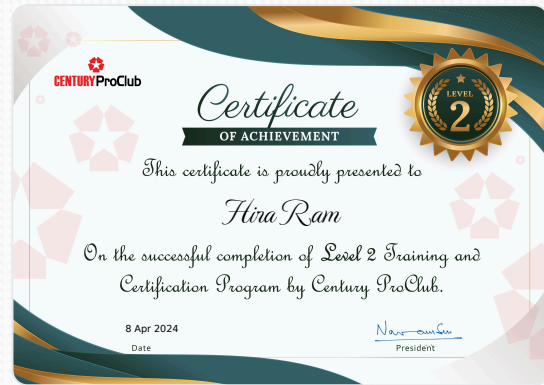 CENTURY ProClub
LEVEL
2
Certificate
OF ACHIEVEMENT
This certificate is proudly presented to
Hira Ram
On the successful completion of Level 2 Training and
Certification Program by Century ProClub.
8 Apr 2024
Date
President